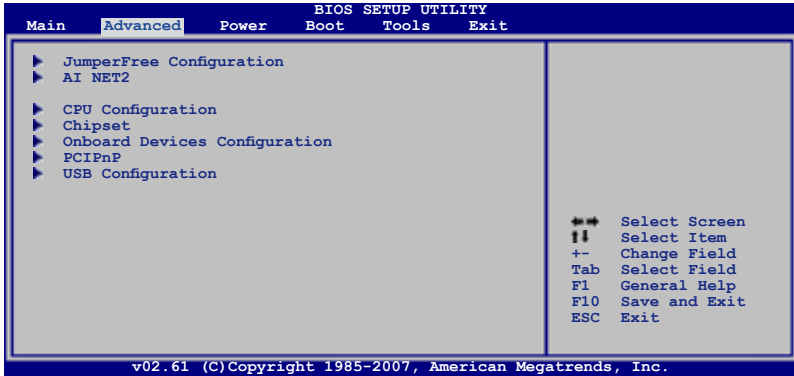 BIOS SETUP UTILITY
Main Advanced Power Boot Tools Exit
JumperFree Configuration
AI NET2
CPU Configuration
Chipset
Onboard Devices Configuration
PCIPnP
USB Configuration
Select Screen
Select Item
+- Change Field
Tab Select Field
F1 General Help
F10 Save and Exit
ESC Exit
v02.61 (C)Copyright 1985-2007, American Megatrends, Inc.